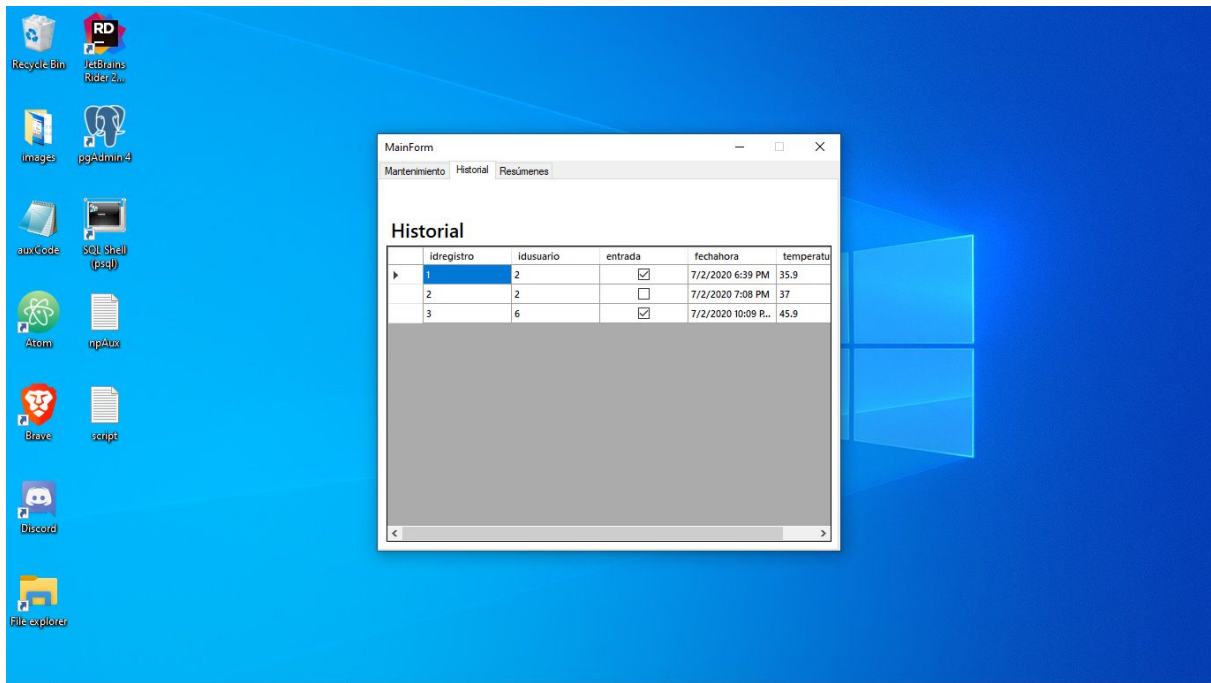 RD
Recycle Bin
JetBrains
Rider 2...
images
pgAdmin 4
auxCode
SQL Shell
(psql)
Atom
npAux
Brave
script
Discord
File explorer
MainForm
Mantenimiento Historial Resúmenes
Historial
idregistro idusuario entrada fechahora temperatu
1 2 7/2/2020 6:39 PM 35.9
2 2 7/2/2020 7:08 PM 37
3 6 7/2/2020 10:09 P... 45.9